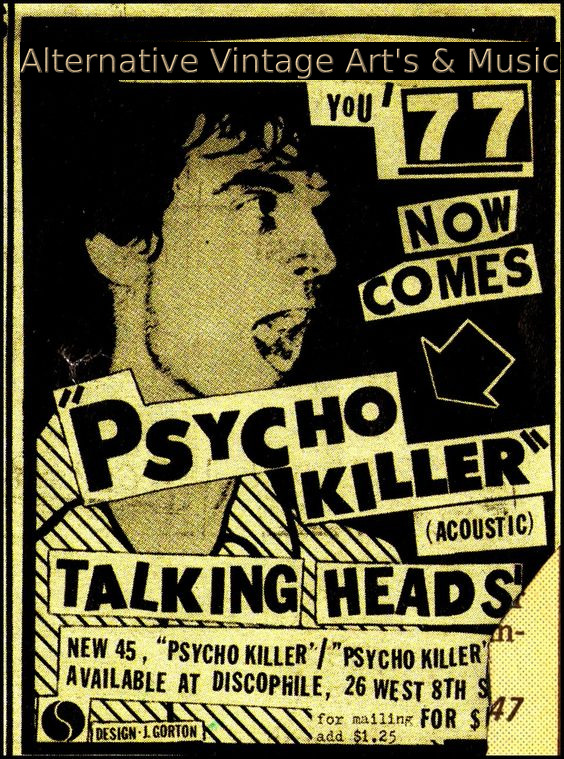 Alternative Vintage Art's & Music
YOU '77
NOW
COMES
"PSYCHO
KILLER"
(ACOUSTIC)
TALKING HEADS'
NEW 45, "PSYCHO KILLER"/"PSYCHO KILLER"
AVAILABLE AT DISCOPHILE, 26 WEST 8TH S
for mailing FOR $
add $1.25
DESIGN · J. GORTON
m-
47